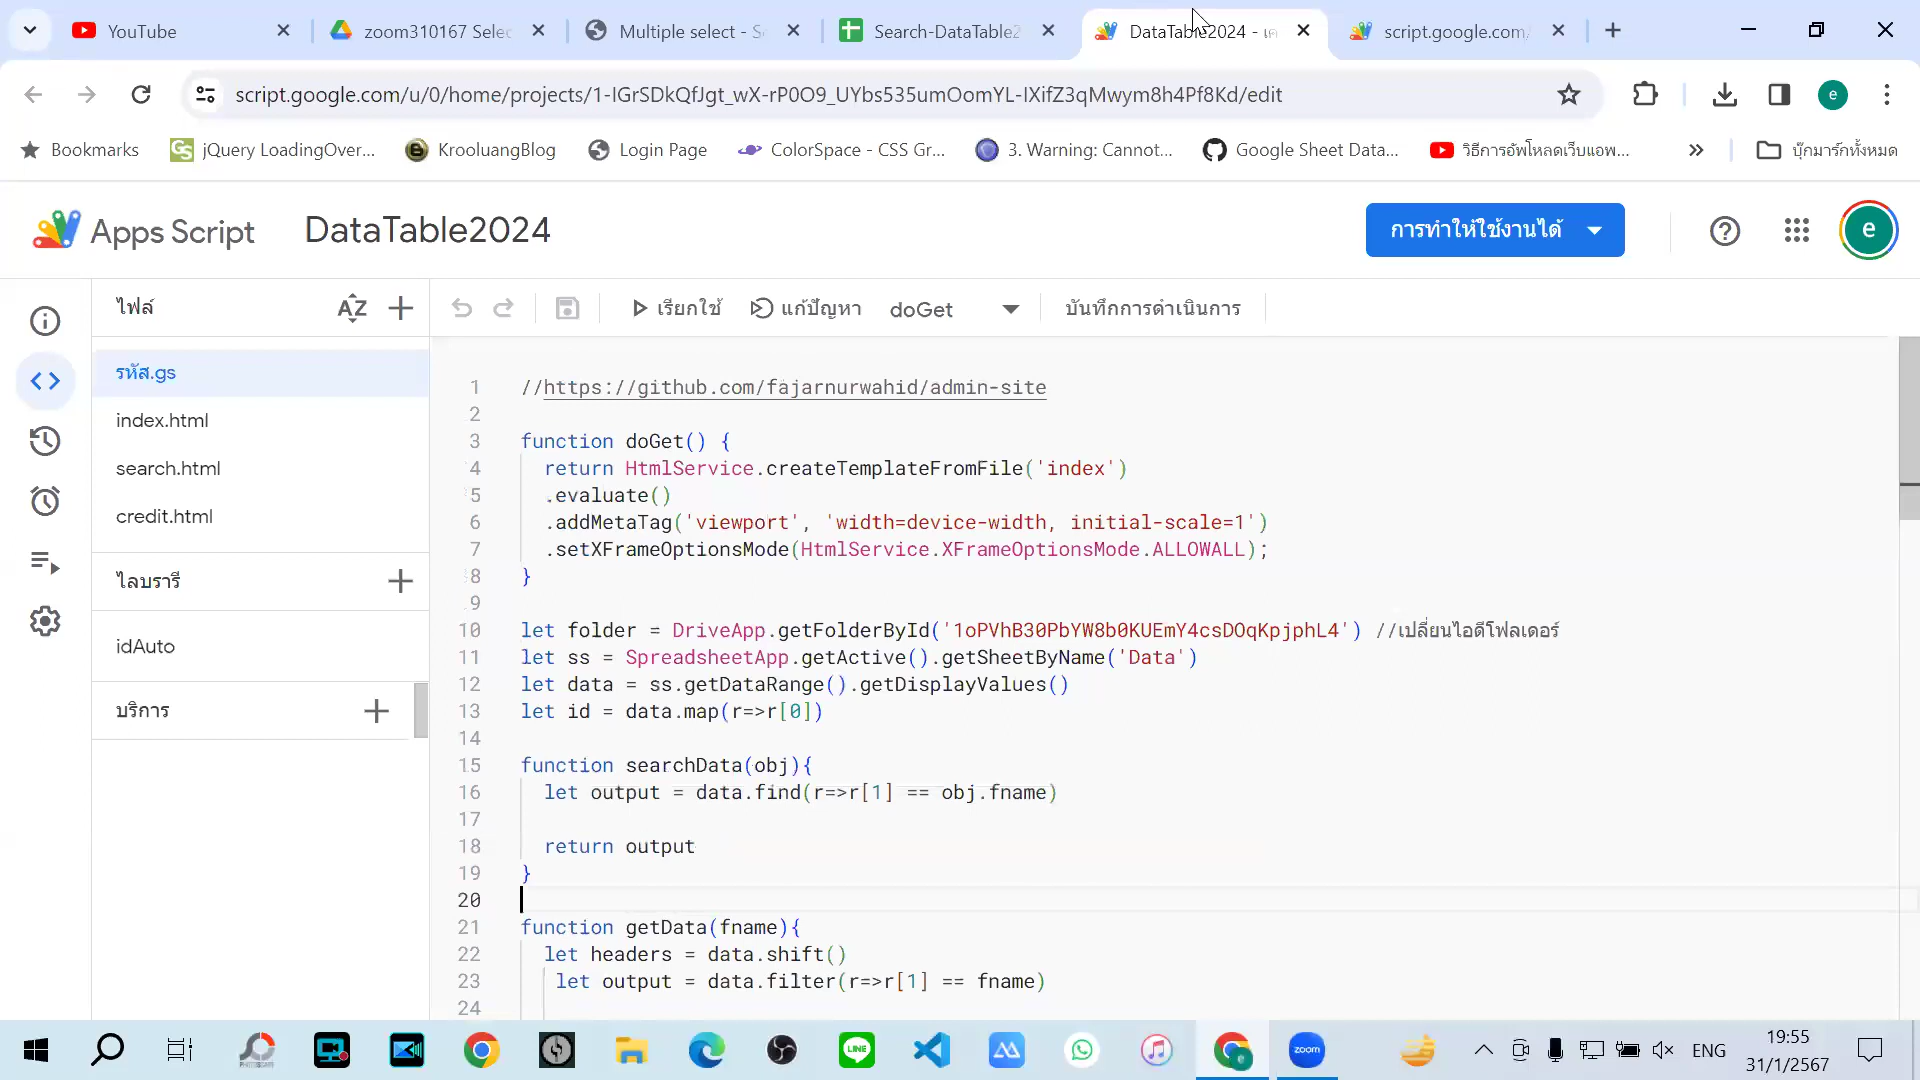 YouTube
zoom310167 Selec
Multiple select - S
Search-DataTable2
DataTable2024 - เค
script.google.com/
script.google.com/u/0/home/projects/1-IGrSDkQfJgt_wX-rP0O9_UYbs535umOomYL-IXifZ3qMwym8h4Pf8Kd/edit
e
Bookmarks
jQuery LoadingOver...
KrooluangBlog
Login Page
ColorSpace - CSS Gr...
3. Warning: Cannot...
Google Sheet Data...
วิธีการอัพโหลดเว็บแอพ...
บุ๊กมาร์กทั้งหมด
Apps Script
DataTable2024
การทำให้ใช้งานได้
e
ไฟล์
AZ
เรียกใช้
แก้ปัญหา
doGet
บันทึกการดำเนินการ
รหัส.gs
index.html
search.html
credit.html
ไลบรารี
idAuto
บริการ
1 //https://github.com/fajarnurwahid/admin-site
2
3 function doGet() {
4 return HtmlService.createTemplateFromFile('index')
5 .evaluate()
6 .addMetaTag('viewport', 'width=device-width, initial-scale=1')
7 .setXFrameOptionsMode(HtmlService.XFrameOptionsMode.ALLOWALL);
8 }
9
10 let folder = DriveApp.getFolderById('1oPVhB30PbYW8b0KUEmY4csDOqKpjphL4') //เปลี่ยนไอดีโฟลเดอร์
11 let ss = SpreadsheetApp.getActive().getSheetByName('Data')
12 let data = ss.getDataRange().getDisplayValues()
13 let id = data.map(r=>r[0])
14
15 function searchData(obj){
16 let output = data.find(r=>r[1] == obj.fname)
17
18 return output
19 }
20
21 function getData(fname){
22 let headers = data.shift()
23 let output = data.filter(r=>r[1] == fname)
24
LINE
zoom
ENG
19:55
31/1/2567